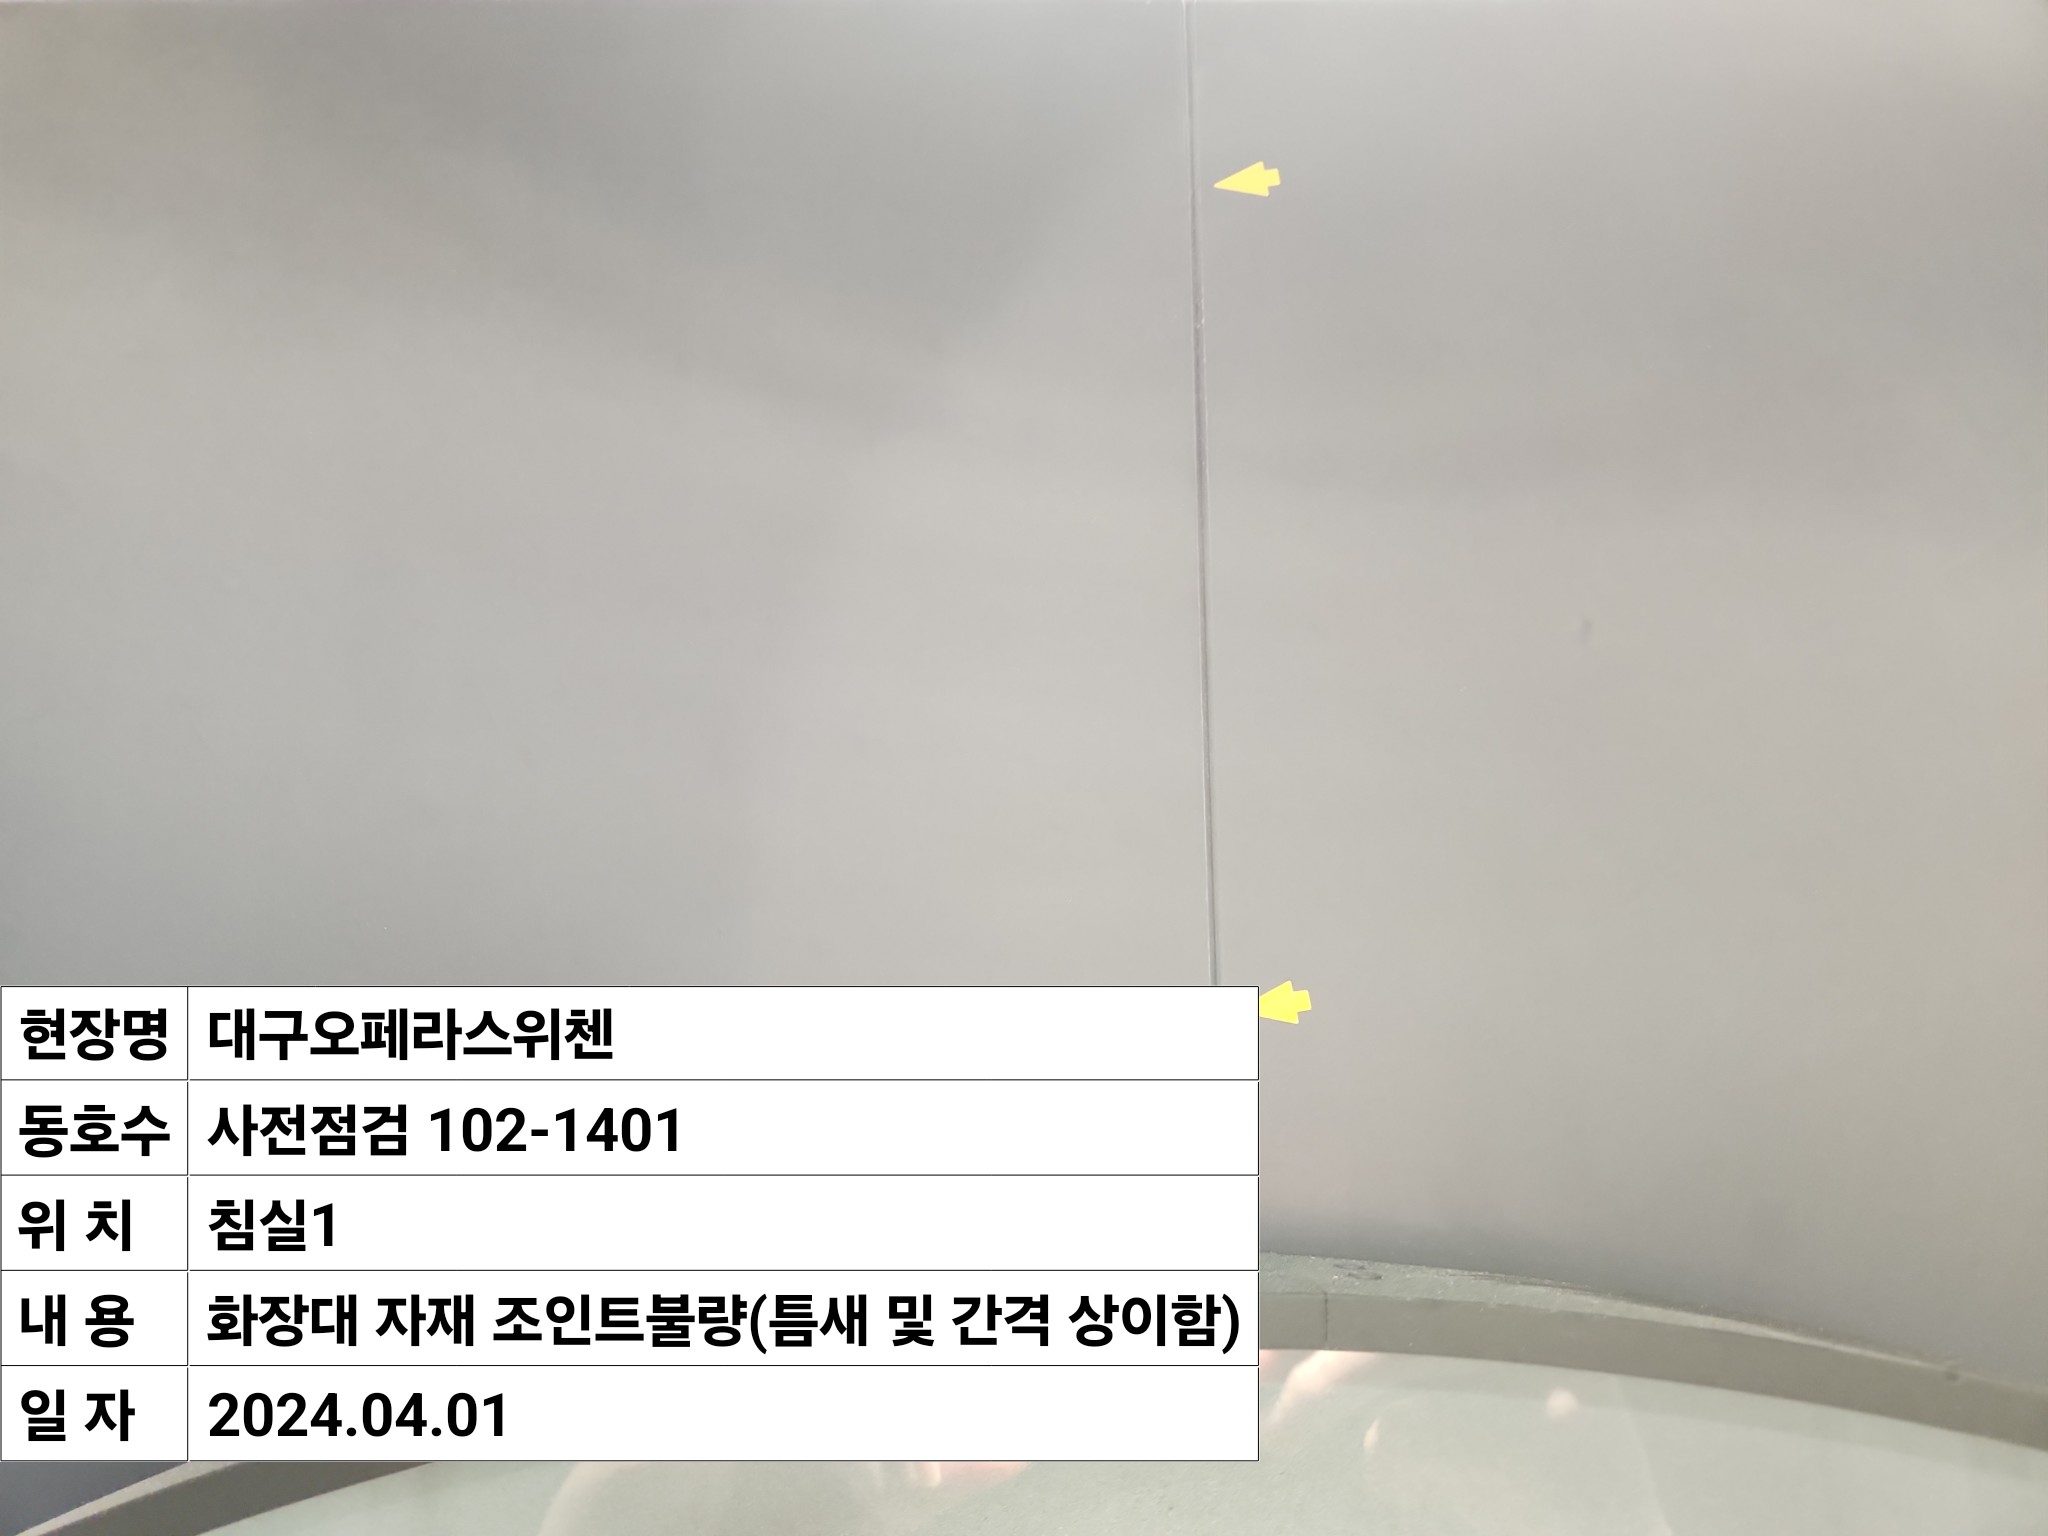 현장명 대구오페라스위첸
동호수 사전점검 102-1401
위 치 침실1
내 용 화장대 자재 조인트불량(틈새 및 간격 상이함)
일 자 2024.04.01